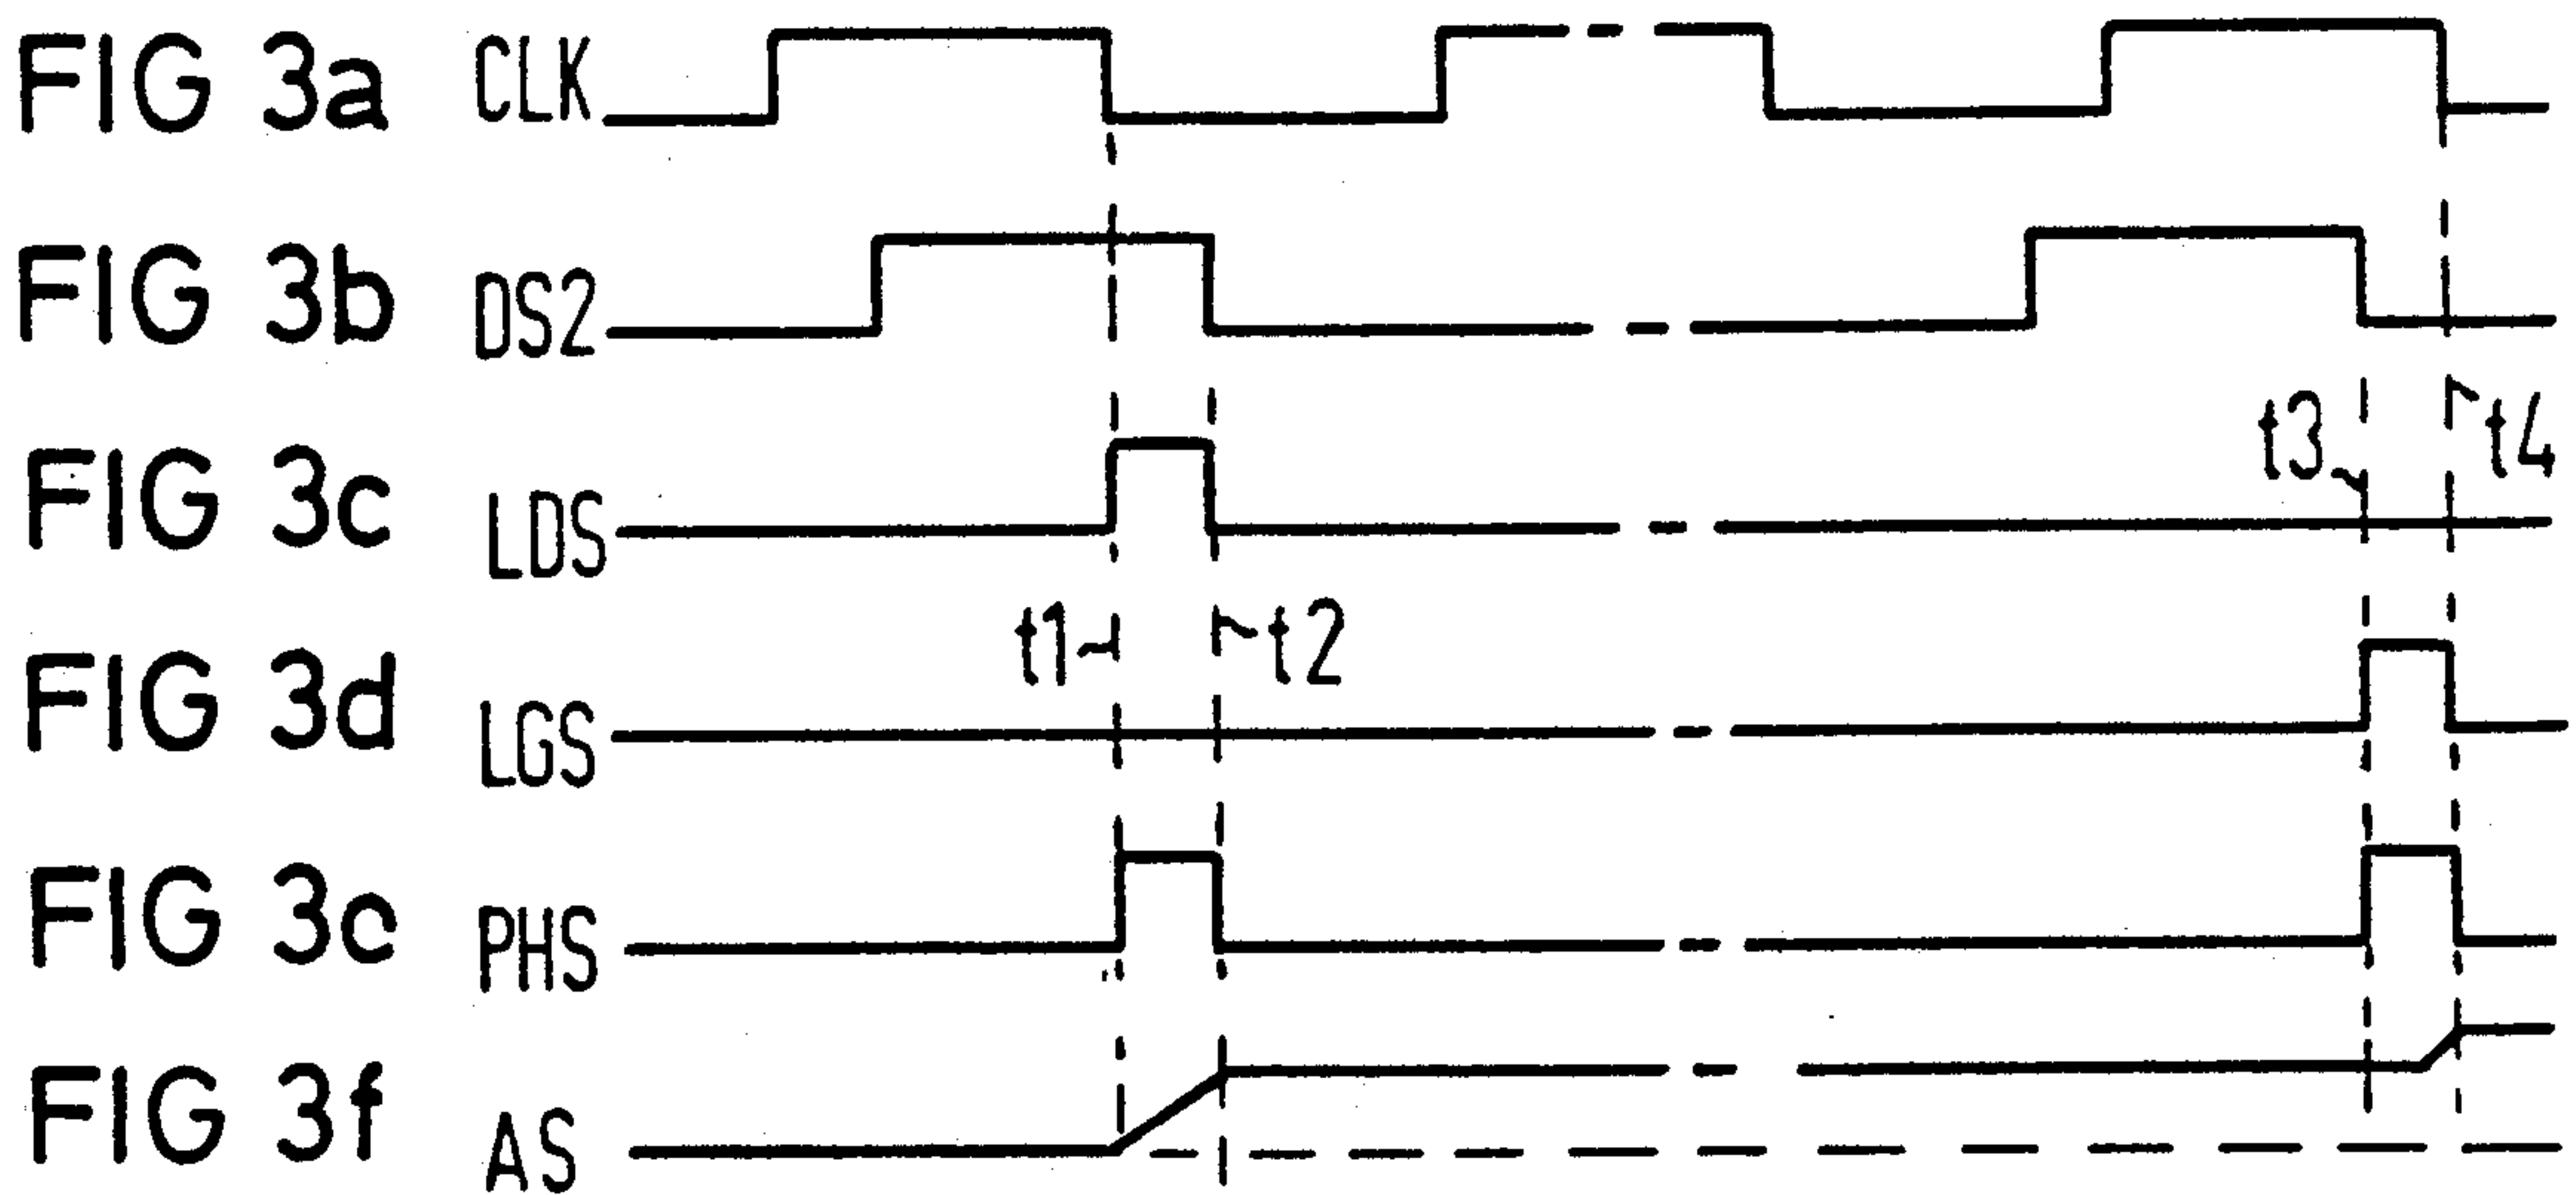 FIG 3a CLK
FIG 3b DS2
FIG 3c LDS
t3 t4
FIG 3d LGS
t1 t2
FIG 3e PHS
FIG 3f AS